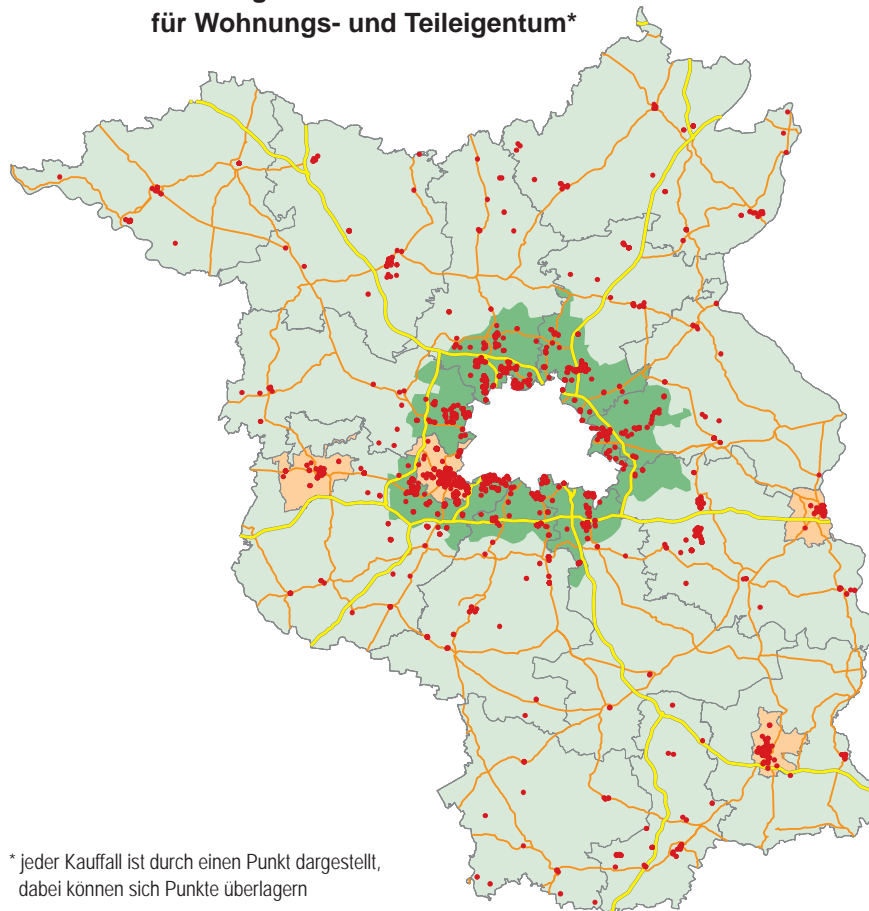 für Wohnungs- und Teileigentum*
* jeder Kauffall ist durch einen Punkt dargestellt,
dabei können sich Punkte überlagern